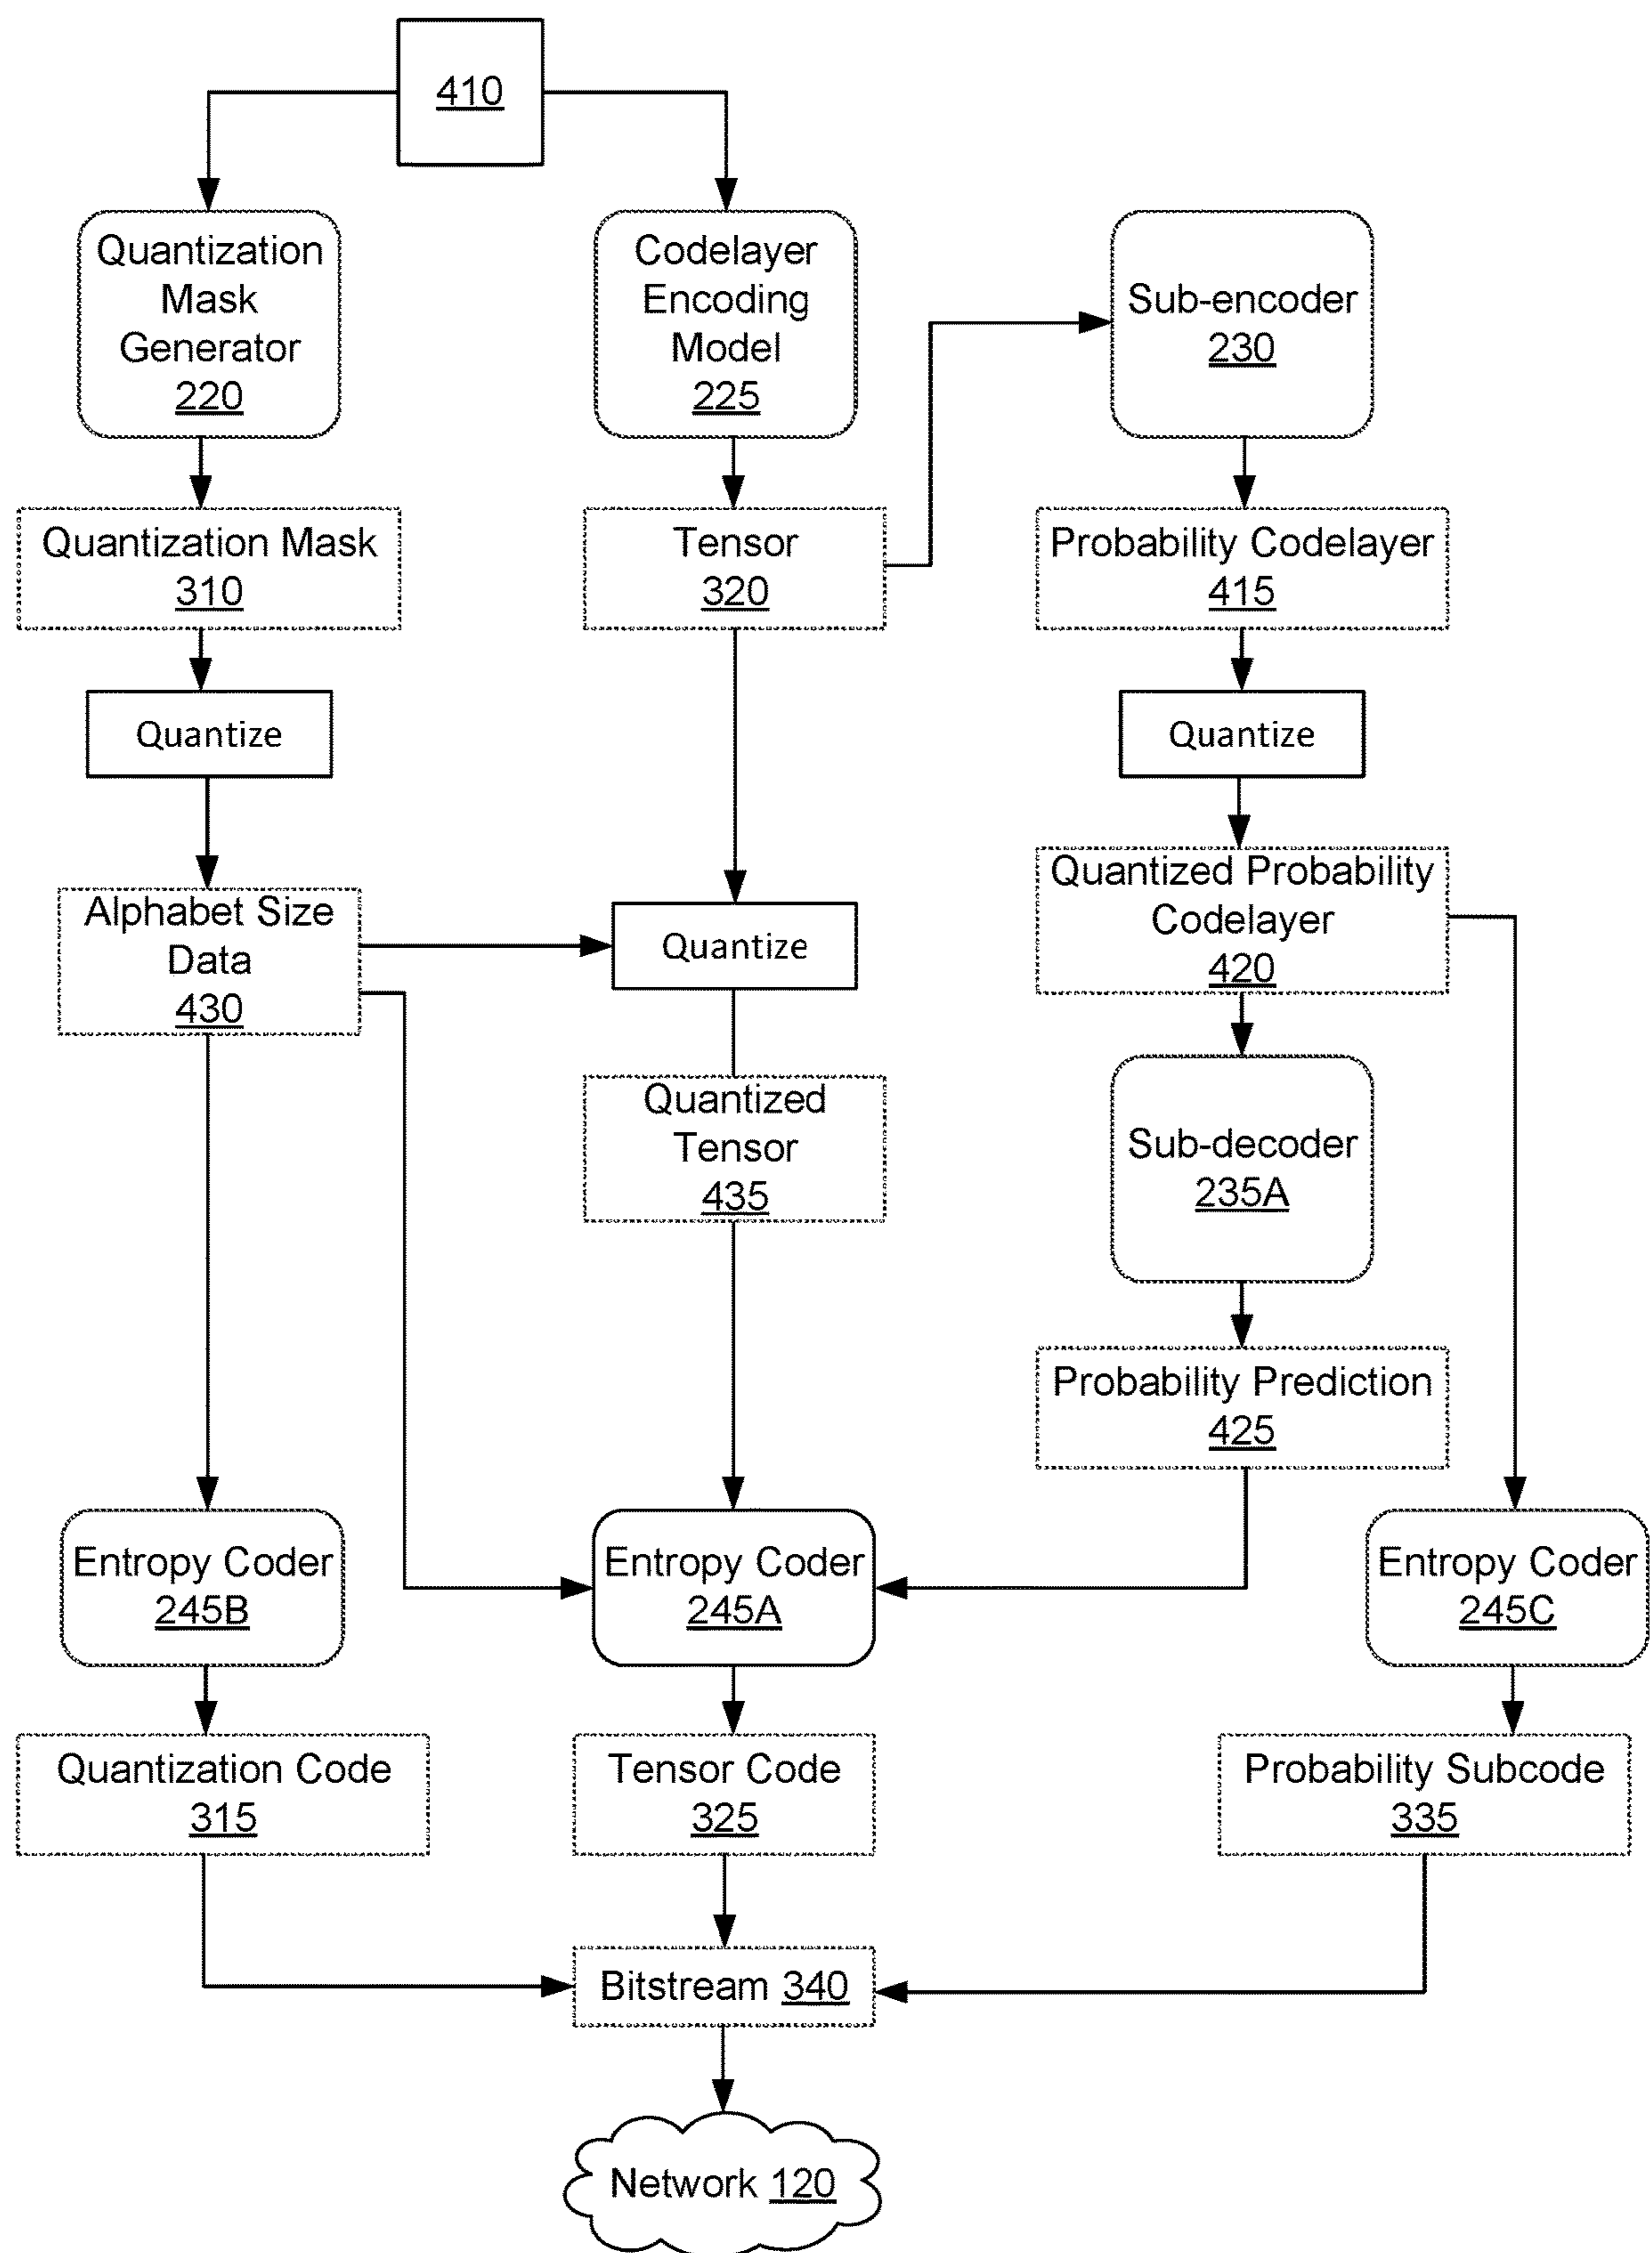 410
Quantization
Mask
Generator
220
Codelayer
Encoding
Model
225
Sub-encoder
230
Quantization Mask
310
Tensor
320
Probability Codelayer
415
Quantize
Quantize
Alphabet Size
Data
430
Quantize
Quantized Probability
Codelayer
420
Quantized
Tensor
435
Sub-decoder
235A
Probability Prediction
425
Entropy Coder
245B
Entropy Coder
245A
Entropy Coder
245C
Quantization Code
315
Tensor Code
325
Probability Subcode
335
Bitstream 340
Network 120